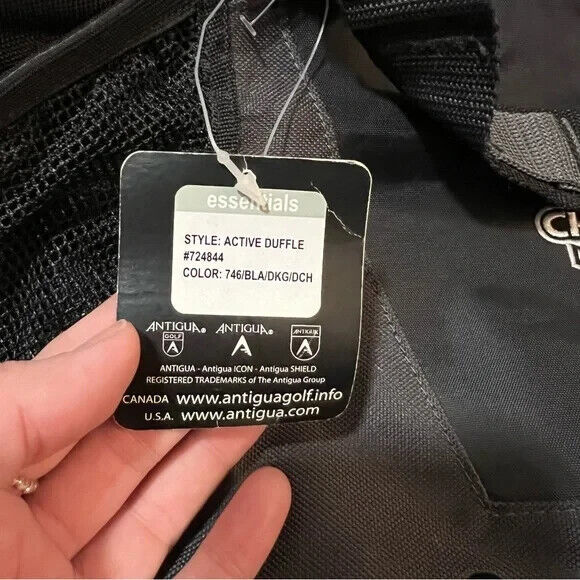 essentials
STYLE: ACTIVE DUFFLE
#724844
COLOR: 746/BLA/DKG/DCH
ANTIGUA® ANTIGUA® ANTIGUA
GOLF
ANTIGUA - Antigua ICON - Antigua SHIELD
REGISTERED TRADEMARKS of The Antigua Group
CANADA www.antiguagolf.info
U.S.A. www.antigua.com